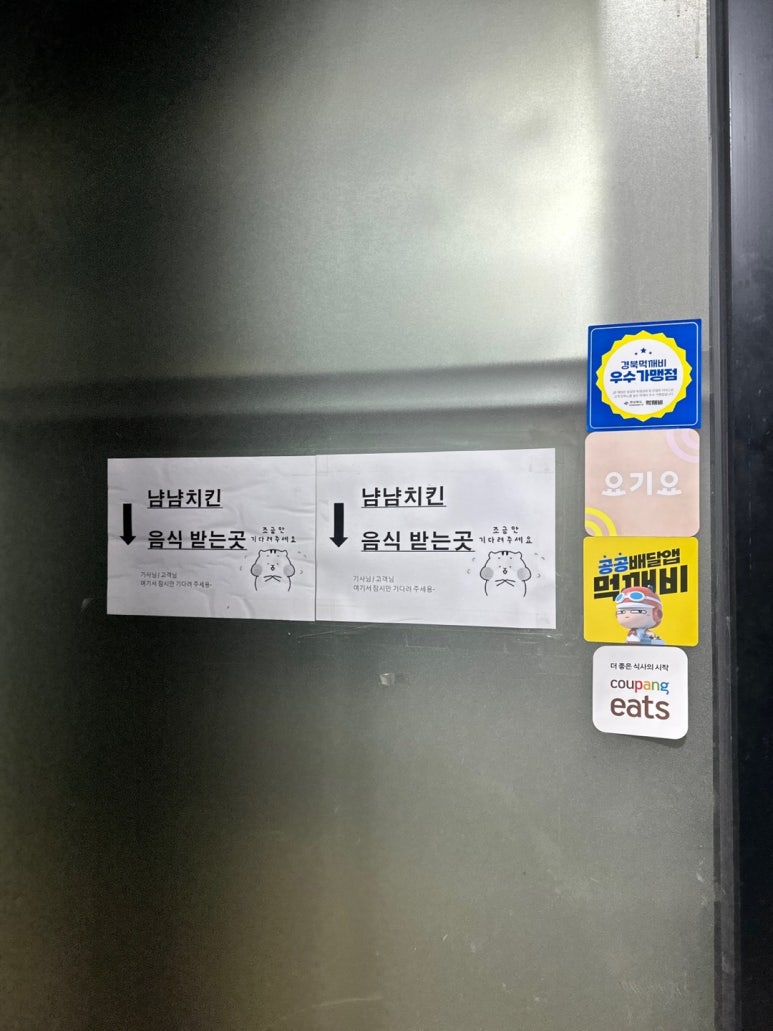 냠냠치킨
음식 받는곳
조금만
기다려주세요
기사님/고객님
여기서 잠시만 기다려 주세용~
냠냠치킨
음식 받는곳
조금만
기다려주세요
기사님/고객님
여기서 잠시만 기다려 주세용~
경북먹깨비
우수가맹점
먹깨비
요기요
공공배달앱
먹깨비
더 좋은 식사의 시작
coupang
eats